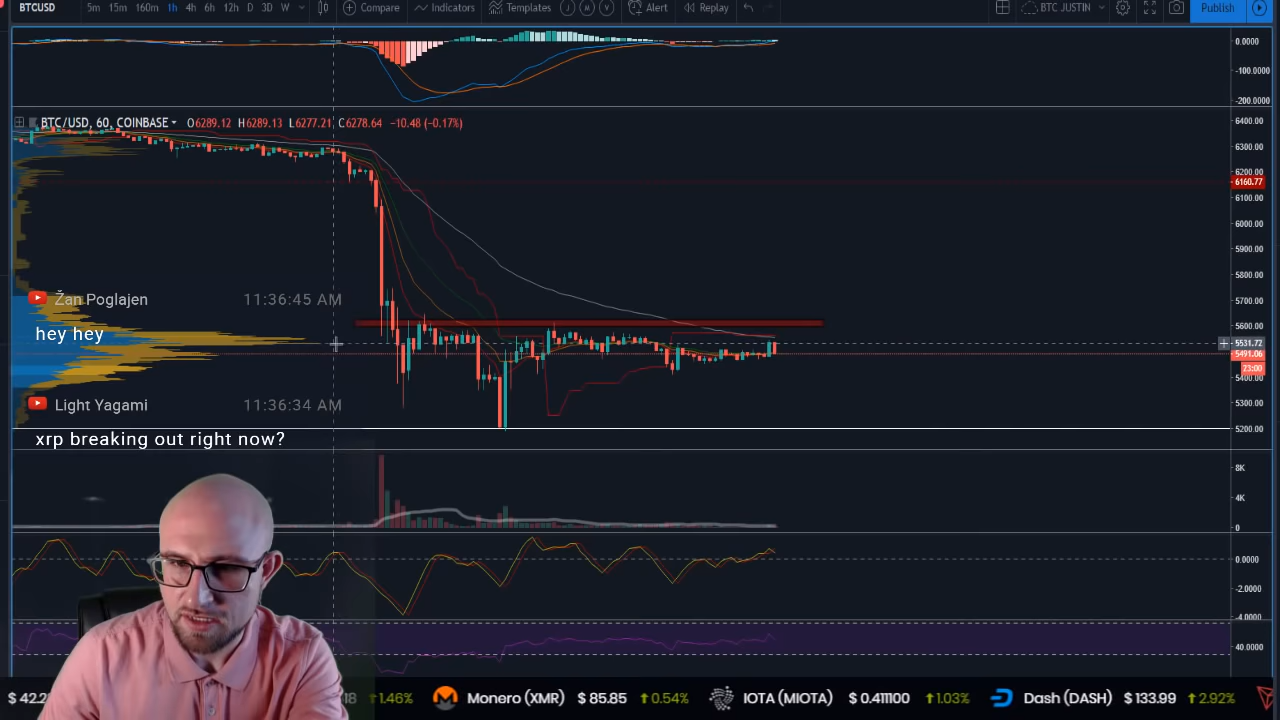 BTCUSD 5m 15m 160m 1h 4h 6h 12h D 3D W Compare Indicators Templates J M V Alert Replay BTC JUSTIN Publish
0.0000
-100.0000
-200.0000
BTC/USD, 60, COINBASE O6289.12 H6289.13 L6277.21 C6278.64 −10.48 (−0.17%)
6400.00
6300.00
6200.00
6160.77
6100.00
5900.00
5800.00
5700.00
5600.00
5531.72
5491.06
23:00
5400.00
5300.00
5200.00
Žan Poglajen 11:36:45 AM
hey hey
Light Yagami 11:36:34 AM
xrp breaking out right now?
8K
4K
0
0.0000
-2.0000
-4.0000
40.0000
1.46% Monero (XMR) $ 85.85 0.54% IOTA (MIOTA) $ 0.411100 1.03% Dash (DASH) $ 133.99 2.92%